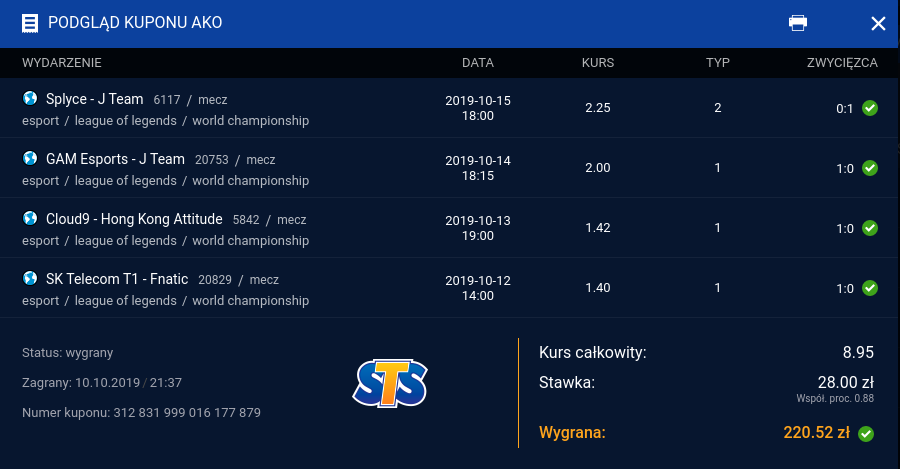 PODGLĄD KUPONU AKO
WYDARZENIE DATA KURS TYP ZWYCIĘZCA
Splyce - J Team 6117 / mecz
esport / league of legends / world championship
2019-10-15
18:00
2.25
2
0:1
GAM Esports - J Team 20753 / mecz
esport / league of legends / world championship
2019-10-14
18:15
2.00
1
1:0
Cloud9 - Hong Kong Attitude 5842 / mecz
esport / league of legends / world championship
2019-10-13
19:00
1.42
1
1:0
SK Telecom T1 - Fnatic 20829 / mecz
esport / league of legends / world championship
2019-10-12
14:00
1.40
1
1:0
Status: wygrany
Zagrany: 10.10.2019 / 21:37
Numer kuponu: 312 831 999 016 177 879
STS
Kurs całkowity: 8.95
Stawka: 28.00 zł
Współ. proc. 0.88
Wygrana: 220.52 zł